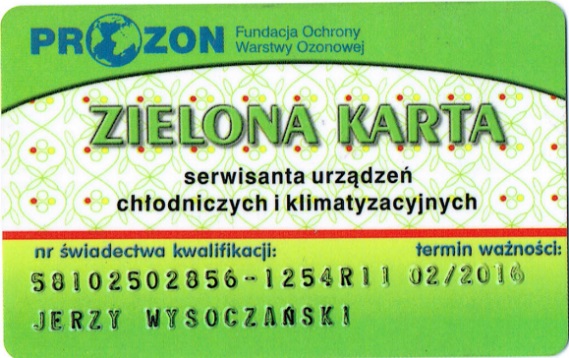 PROZON Fundacja Ochrony
Warstwy Ozonowej
ZIELONA KARTA
serwisanta urządzeń
chłodniczych i klimatyzacyjnych
nr świadectwa kwalifikacji: termin ważności:
58102502856-1254R11 02/2016
JERZY WYSOCZAŃSKI